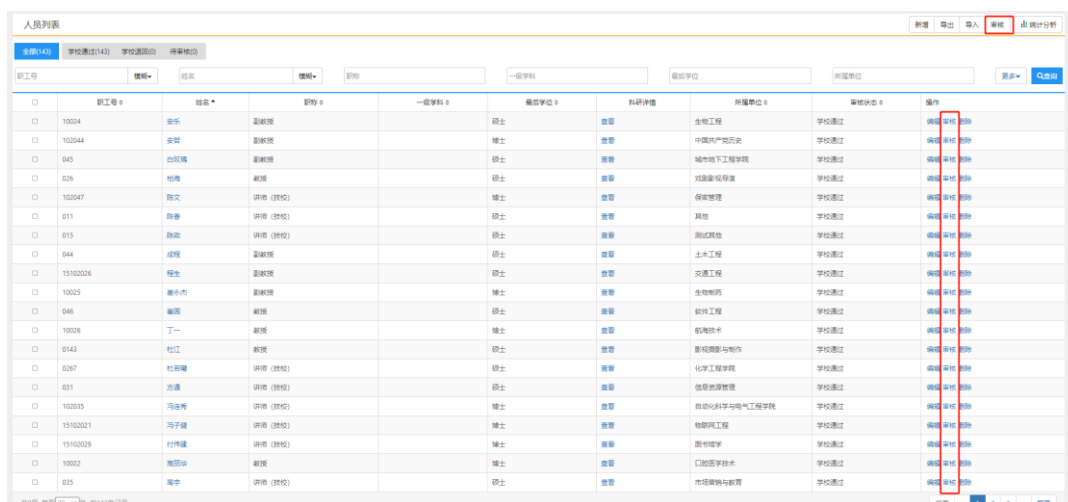 人员列表 新增 导出 导入 审核 统计分析
全部(143) 学校通过(143) 学校退回(0) 待审核(0)
职工号 模糊 姓名 模糊 职称 一级学科 最后学位 所属单位 更多 查询
职工号 姓名 职称 一级学科 最后学位 科研详情 所属单位 审核状态 操作
10024 安乐 副教授 硕士 查看 生物工程 学校通过 编辑 审核 删除
102044 副教授 博士 查看 中国共产党历史 学校通过 编辑 审核 删除
045 副教授 硕士 查看 城市地下工程学院 学校通过 编辑 审核 删除
026 教授 硕士 查看 戏剧影视导演 学校通过 编辑 审核 删除
102047 陈文 讲师(技校) 博士 查看 保密管理 学校通过 编辑 审核 删除
011 陈香 讲师(技校) 硕士 查看 其他 学校通过 编辑 审核 删除
015 陈政 讲师(技校) 硕士 查看 测试其他 学校通过 编辑 审核 删除
044 成程 副教授 硕士 查看 土木工程 学校通过 编辑 审核 删除
15102026 程生 副教授 硕士 查看 交通工程 学校通过 编辑 审核 删除
10025 崔永杰 副教授 博士 查看 生物制药 学校通过 编辑 审核 删除
046 副教授 硕士 查看 软件工程 学校通过 编辑 审核 删除
10026 丁一 教授 博士 查看 航海技术 学校通过 编辑 审核 删除
0143 杜江 教授 硕士 查看 影视摄影与制作 学校通过 编辑 审核 删除
0267 杜若曦 讲师(技校) 硕士 查看 化学工程学院 学校通过 编辑 审核 删除
031 方通 讲师(技校) 硕士 查看 信息资源管理 学校通过 编辑 审核 删除
102035 冯连秀 讲师(技校) 博士 查看 自动化科学与电气工程学院 学校通过 编辑 审核 删除
15102021 冯子健 讲师(技校) 博士 查看 物联网工程 学校通过 编辑 审核 删除
15102029 付伟建 讲师(技校) 博士 查看 图书馆学 学校通过 编辑 审核 删除
10022 教授 博士 查看 口腔医学技术 学校通过 编辑 审核 删除
035 高宇 讲师(技校) 硕士 查看 市场营销与教育 学校通过 编辑 审核 删除